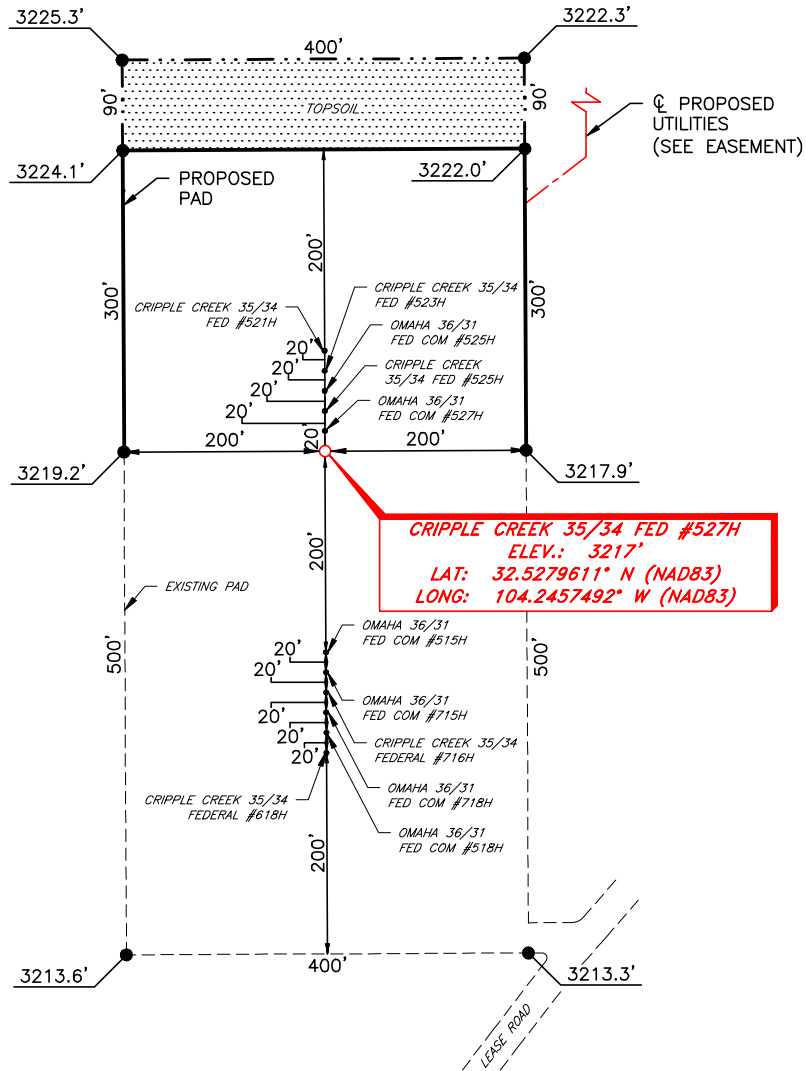 3225.3'
3222.3'
400'
90'
90'
TOPSOIL
℄ PROPOSED
UTILITIES
(SEE EASEMENT)
3224.1'
3222.0'
PROPOSED
PAD
200'
300'
300'
CRIPPLE CREEK 35/34
FED #521H
CRIPPLE CREEK 35/34
FED #523H
OMAHA 36/31
FED COM #525H
CRIPPLE CREEK
35/34 FED #525H
OMAHA 36/31
FED COM #527H
20'
20'
20'
20'
20'
200'
200'
3219.2'
3217.9'
CRIPPLE CREEK 35/34 FED #527H
ELEV.: 3217'
LAT: 32.5279611° N (NAD83)
LONG: 104.2457492° W (NAD83)
200'
EXISTING PAD
500'
500'
OMAHA 36/31
FED COM #515H
20'
20'
20'
20'
20'
OMAHA 36/31
FED COM #715H
CRIPPLE CREEK 35/34
FEDERAL #716H
OMAHA 36/31
FED COM #718H
CRIPPLE CREEK 35/34
FEDERAL #618H
OMAHA 36/31
FED COM #518H
200'
3213.6'
400'
3213.3'
LEASE ROAD